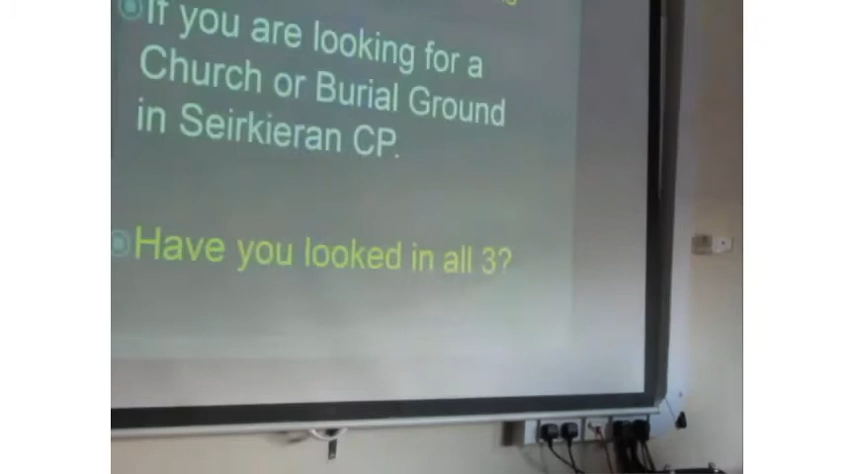 If you are looking for a
Church or Burial Ground
in Seirkieran CP.
Have you looked in all 3?